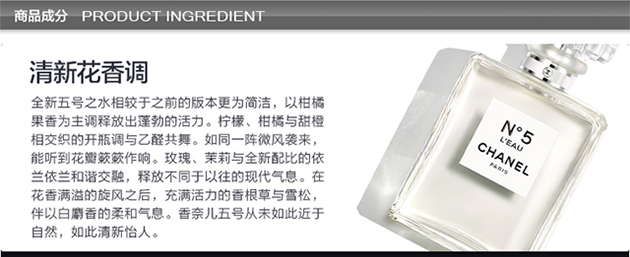 商品成分 PRODUCT INGREDIENT
清新花香调
全新五号之水相较于之前的版本更为简洁，以柑橘
果香为主调释放出蓬勃的活力。柠檬、柑橘与甜橙
相交织的开瓶调与乙醛共舞。如同一阵微风袭来，
能听到花瓣簌簌作响。玫瑰、茉莉与全新配比的依
兰依兰和谐交融，释放不同于以往的现代气息。在
花香满溢的旋风之后，充满活力的香根草与雪松，
伴以白麝香的柔和气息。香奈儿五号从未如此近于
自然，如此清新怡人。
N°5
L'EAU
CHANEL
PARIS